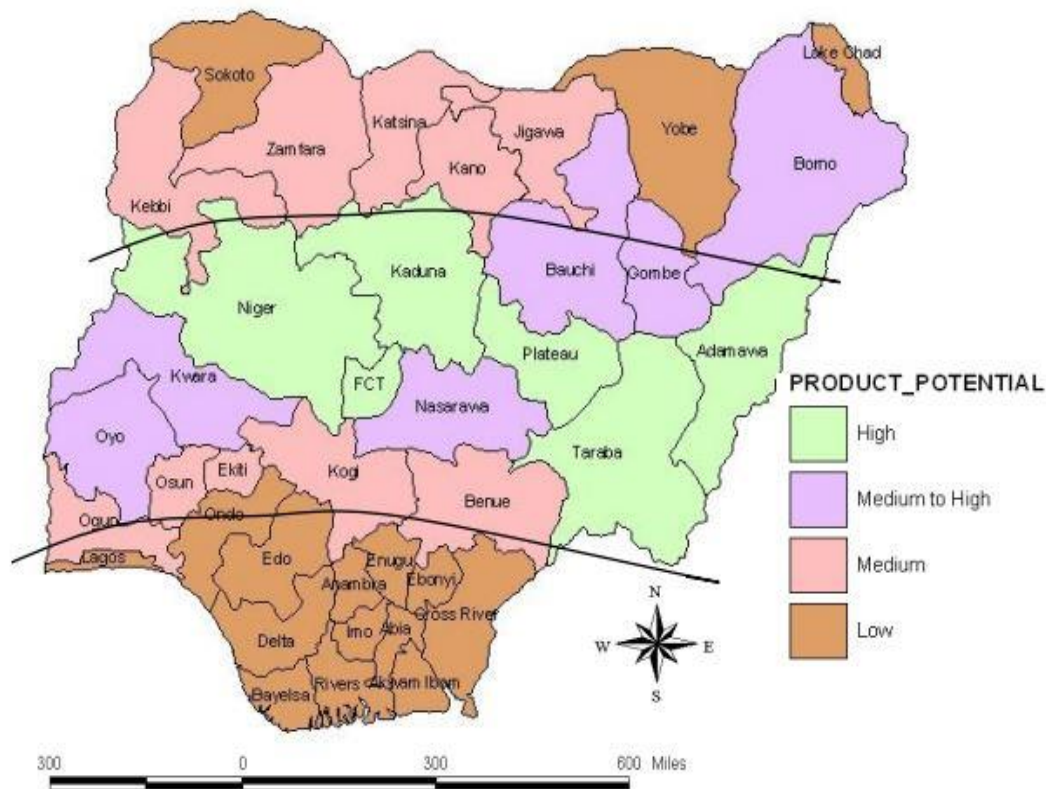 Lake Chad
Sokoto
Katsina
Jigawa
Yobe
Zamfara
Kano
Borno
Kebbi
Kaduna
Bauchi
Gombe
Niger
Plateau
Adamawa
FCT
Kwara
Nasarawa
Oyo
Taraba
Ekiti
Kogi
Osun
Benue
Ogun
Ondo
Lagos
Edo
Enugu
Anambra
Ebonyi
Cross River
Delta
Imo
Abia
Rivers
Akwam Ibom
Bayelsa
PRODUCT_POTENTIAL
High
Medium to High
Medium
Low
N
W
E
S
300 0 300 600 Miles